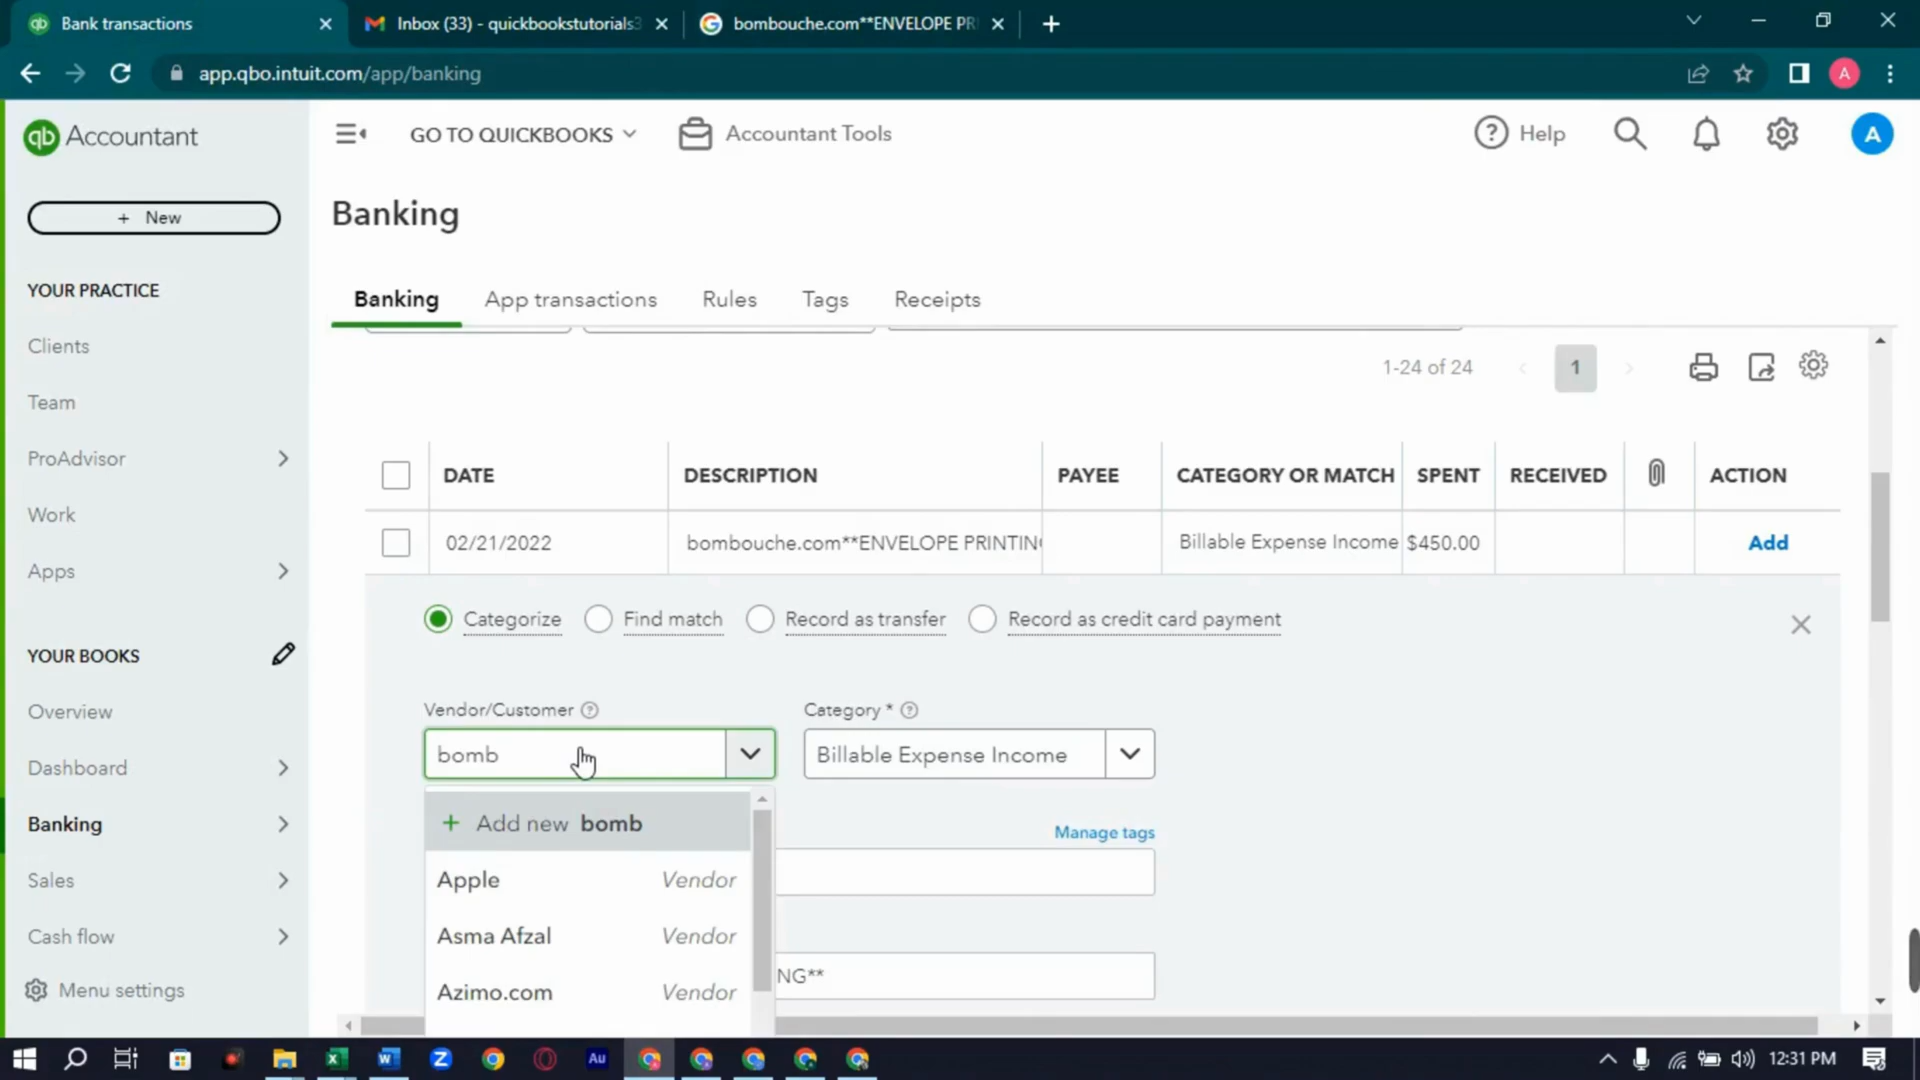 Bank transactions
Inbox (33) - quickbookstutorials3
bombouche.com**ENVELOPE PR
app.qbo.intuit.com/app/banking
A
qb Accountant
GO TO QUICKBOOKS
Accountant Tools
Help
A
+ New
Banking
YOUR PRACTICE
Banking
App transactions
Rules
Tags
Receipts
Clients
1-24 of 24
1
Team
ProAdvisor
DATE
DESCRIPTION
PAYEE
CATEGORY OR MATCH
SPENT
RECEIVED
ACTION
Work
02/21/2022
bombouche.com**ENVELOPE PRINTING
Billable Expense Income
$450.00
Add
Apps
Categorize
Find match
Record as transfer
Record as credit card payment
YOUR BOOKS
Overview
Vendor/Customer
Category *
bomb
Billable Expense Income
Dashboard
+ Add new bomb
Manage tags
Banking
Apple Vendor
Sales
Asma Afzal Vendor
Cash flow
NG**
Azimo.com Vendor
Menu settings
12:31 PM